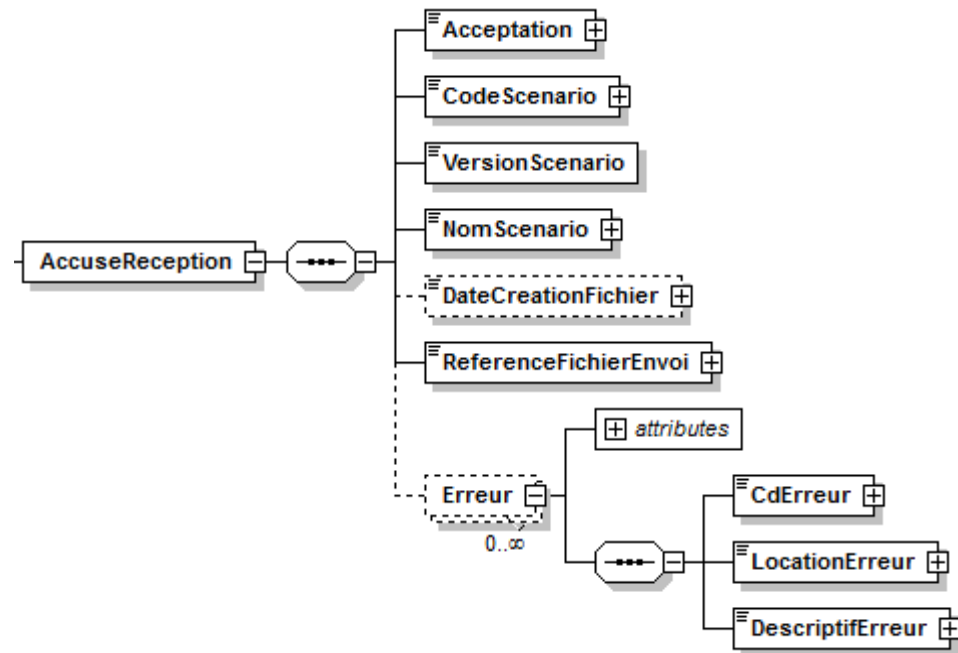 Acceptation
CodeScenario
VersionScenario
NomScenario
AccuseReception
DateCreationFichier
ReferenceFichierEnvoi
attributes
Erreur
0..∞
CdErreur
LocationErreur
DescriptifErreur